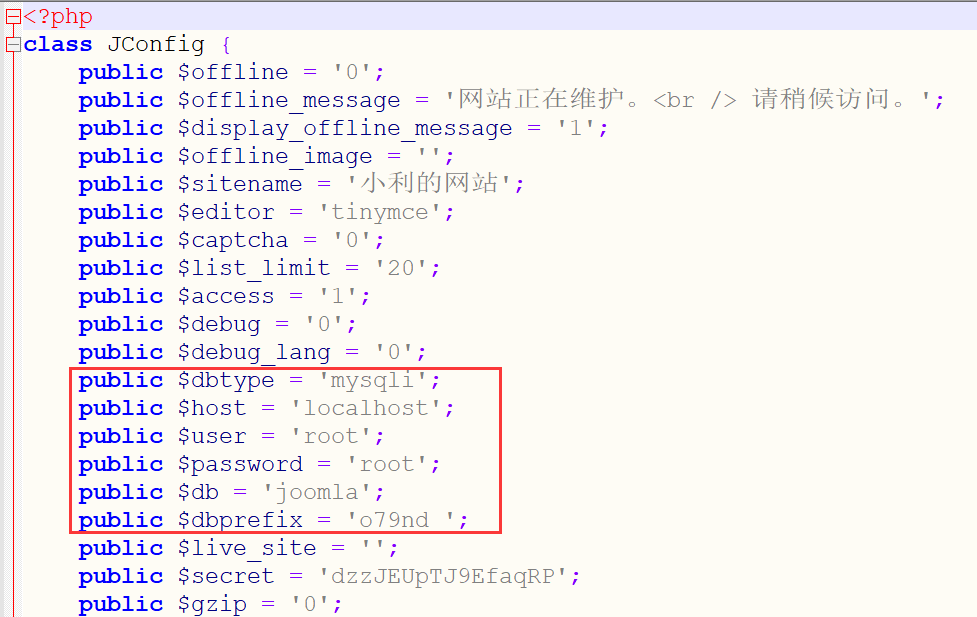 <?php
class JConfig {
public $offline = '0';
public $offline_message = '网站正在维护。<br /> 请稍候访问。';
public $display_offline_message = '1';
public $offline_image = '';
public $sitename = '小利的网站';
public $editor = 'tinymce';
public $captcha = '0';
public $list_limit = '20';
public $access = '1';
public $debug = '0';
public $debug_lang = '0';
public $dbtype = 'mysqli';
public $host = 'localhost';
public $user = 'root';
public $password = 'root';
public $db = 'joomla';
public $dbprefix = 'o79nd_';
public $live_site = '';
public $secret = 'dzzJEUpTJ9EfaqRP';
public $gzip = '0';